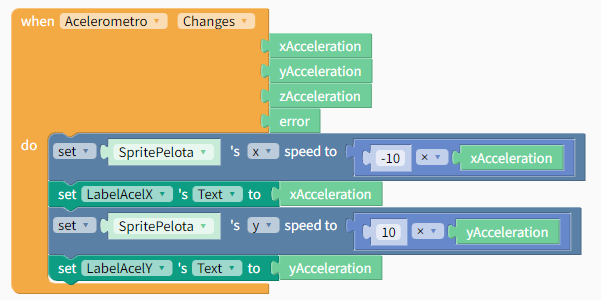 when Acelerometro Changes
xAcceleration
yAcceleration
zAcceleration
error
do
set SpritePelota 's x speed to -10 × xAcceleration
set LabelAcelX 's Text to xAcceleration
set SpritePelota 's y speed to 10 × yAcceleration
set LabelAcelY 's Text to yAcceleration